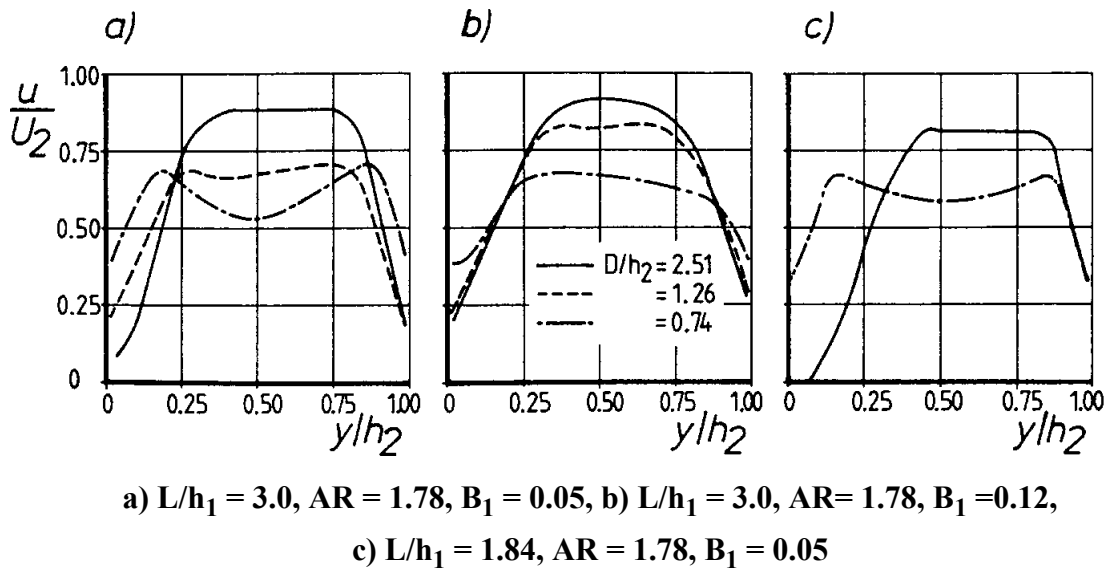 a) b) c)
u/U₂
1.00
0.75
0.50
0.25
0
D/h₂ = 2.51
= 1.26
= 0.74
0 0.25 0.50 0.75 1.00 0 0.25 0.50 0.75 1.00 0 0.25 0.50 0.75 1.00
y/h₂ y/h₂ y/h₂
a) L/h₁ = 3.0, AR = 1.78, B₁ = 0.05, b) L/h₁ = 3.0, AR= 1.78, B₁ =0.12,
c) L/h₁ = 1.84, AR = 1.78, B₁ = 0.05